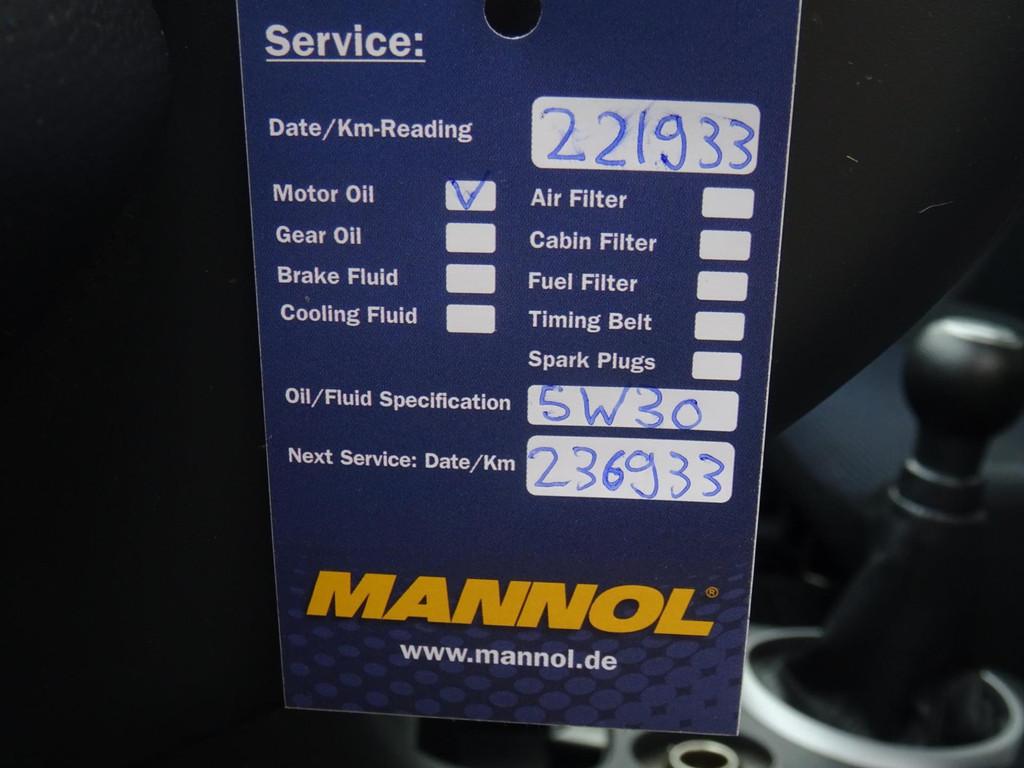 Service:
Date/Km-Reading 221933
Motor Oil V Air Filter
Gear Oil Cabin Filter
Brake Fluid Fuel Filter
Cooling Fluid Timing Belt
Spark Plugs
Oil/Fluid Specification 5W30
Next Service: Date/Km 236933
MANNOL®
www.mannol.de